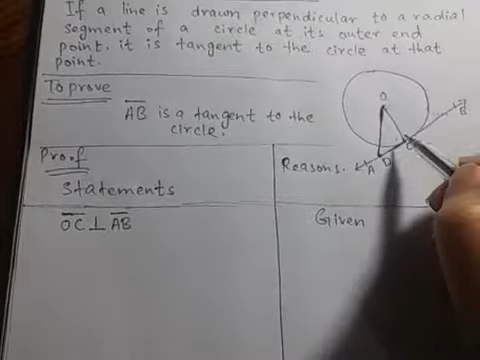 If a line is drawn perpendicular to a radial
segment of a circle at its outer end
point, it is tangent to the circle at that
point.
To prove
AB is a tangent to the
circle.
O
B
C
D
A
Proof
Statements
Reasons.
OC ⊥ AB
Given